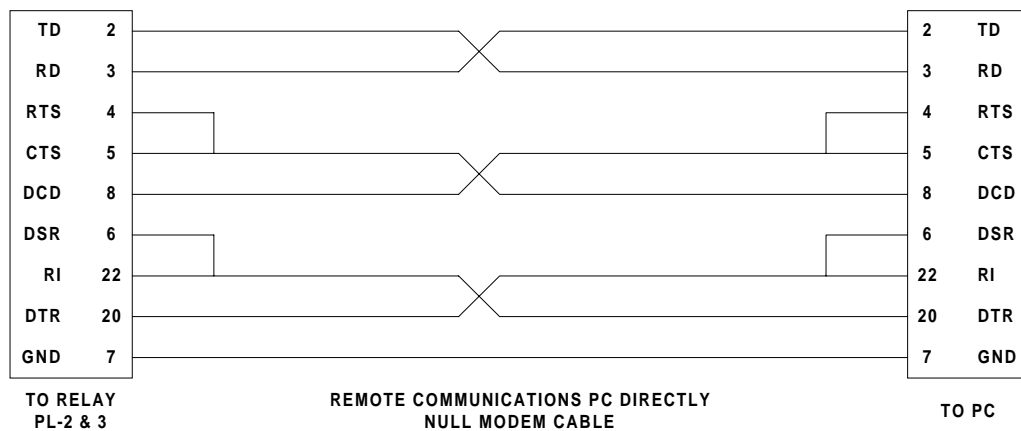 TD 2 2 TD
RD 3 3 RD
RTS 4 4 RTS
CTS 5 5 CTS
DCD 8 8 DCD
DSR 6 6 DSR
RI 22 22 RI
DTR 20 20 DTR
GND 7 7 GND
TO RELAY
PL-2 & 3
REMOTE COMMUNICATIONS PC DIRECTLY
NULL MODEM CABLE
TO PC